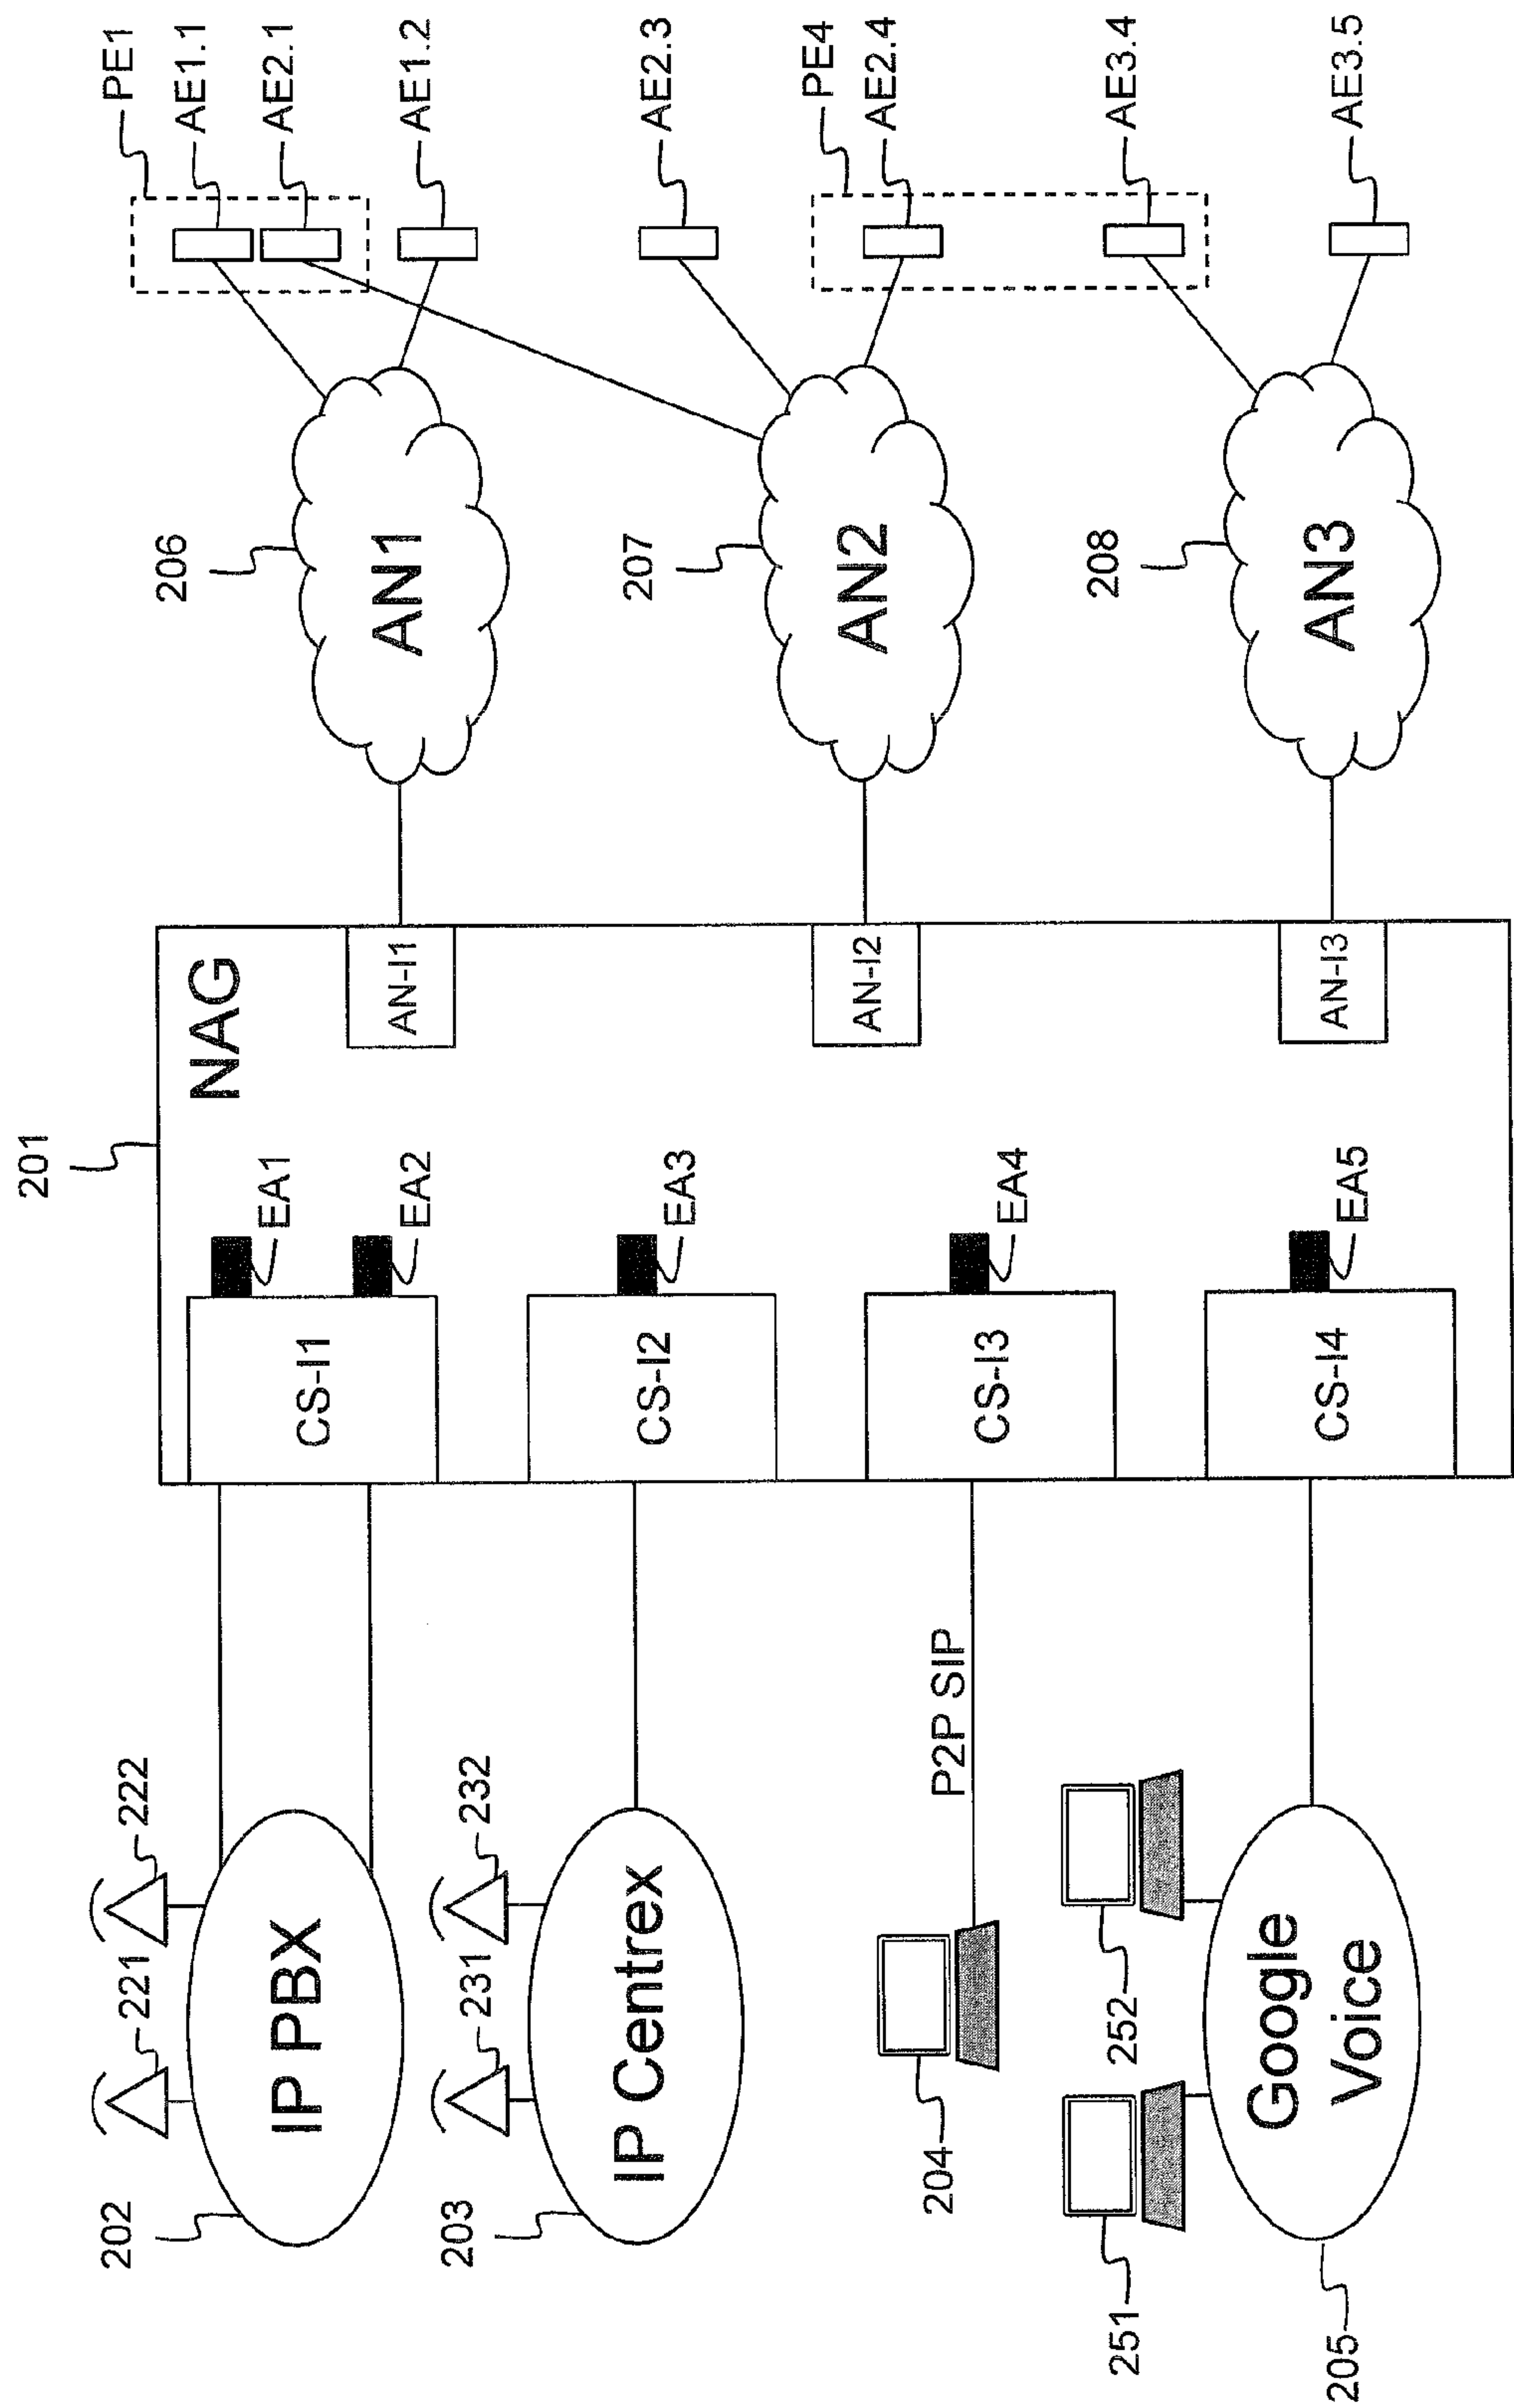 201
NAG
202
221
222
IP PBX
CS-I1
EA1
EA2
AN-I1
206
AN1
PE1
AE1.1
AE2.1
AE1.2
203
231
232
IP Centrex
CS-I2
EA3
AN-I2
207
AN2
AE2.3
PE4
AE2.4
204
P2P SIP
CS-I3
EA4
251
252
205
Google
Voice
CS-I4
EA5
AN-I3
208
AN3
AE3.4
AE3.5